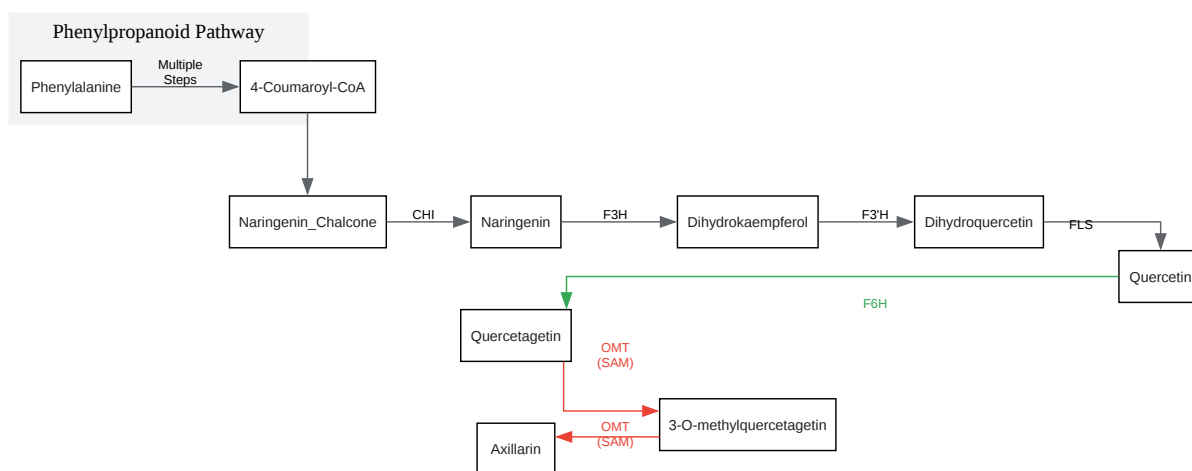 Phenylpropanoid Pathway
Phenylalanine
Multiple
Steps
4-Coumaroyl-CoA
Naringenin_Chalcone
CHI
Naringenin
F3H
Dihydrokaempferol
F3'H
Dihydroquercetin
FLS
Quercetin
F6H
Quercetagetin
OMT
(SAM)
3-O-methylquercetagetin
OMT
(SAM)
Axillarin